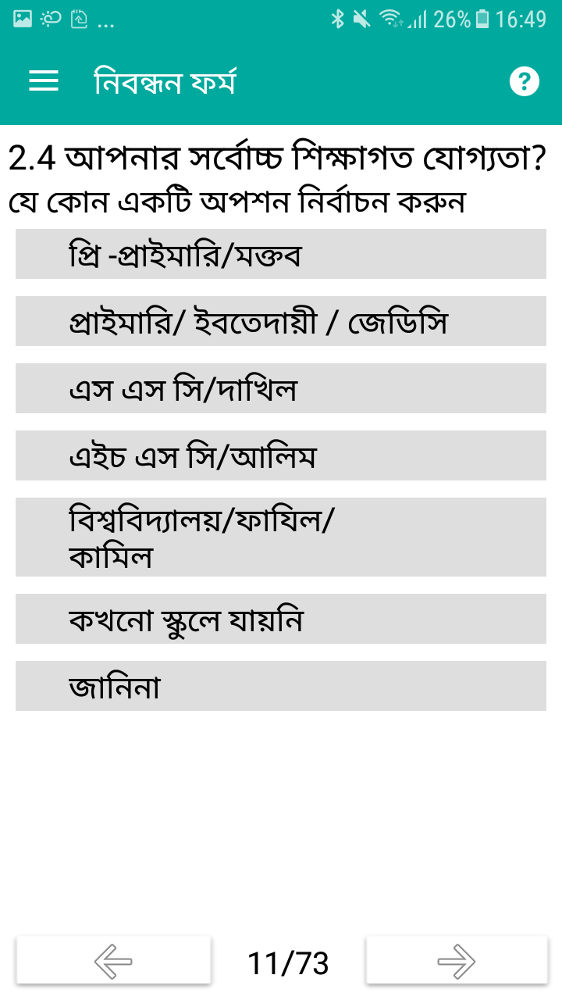 ... 26% 16:49
নিবন্ধন ফর্ম ?
2.4 আপনার সর্বোচ্চ শিক্ষাগত যোগ্যতা?
যে কোন একটি অপশন নির্বাচন করুন
প্রি -প্রাইমারি/মক্তব
প্রাইমারি/ ইবতেদায়ী / জেডিসি
এস এস সি/দাখিল
এইচ এস সি/আলিম
বিশ্ববিদ্যালয়/ফাযিল/
কামিল
কখনো স্কুলে যায়নি
জানিনা
11/73